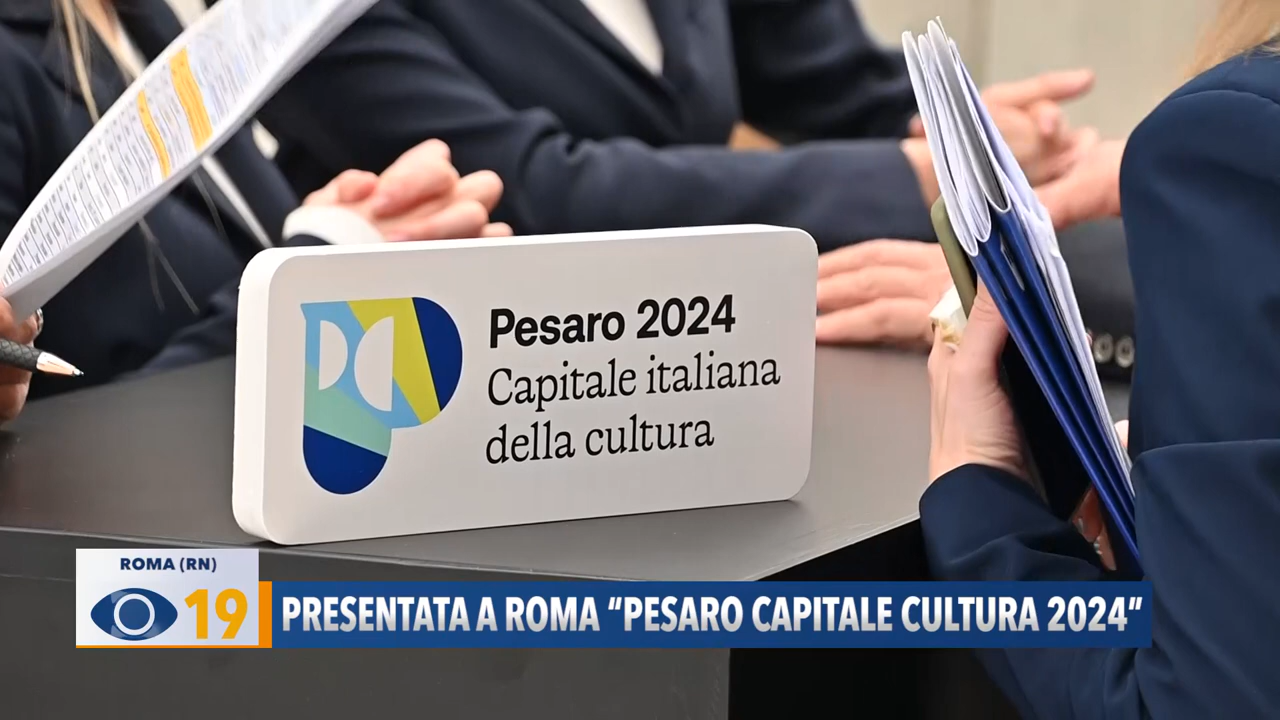 Pesaro 2024
Capitale italiana
della cultura
ROMA (RN)
19
PRESENTATA A ROMA “PESARO CAPITALE CULTURA 2024”